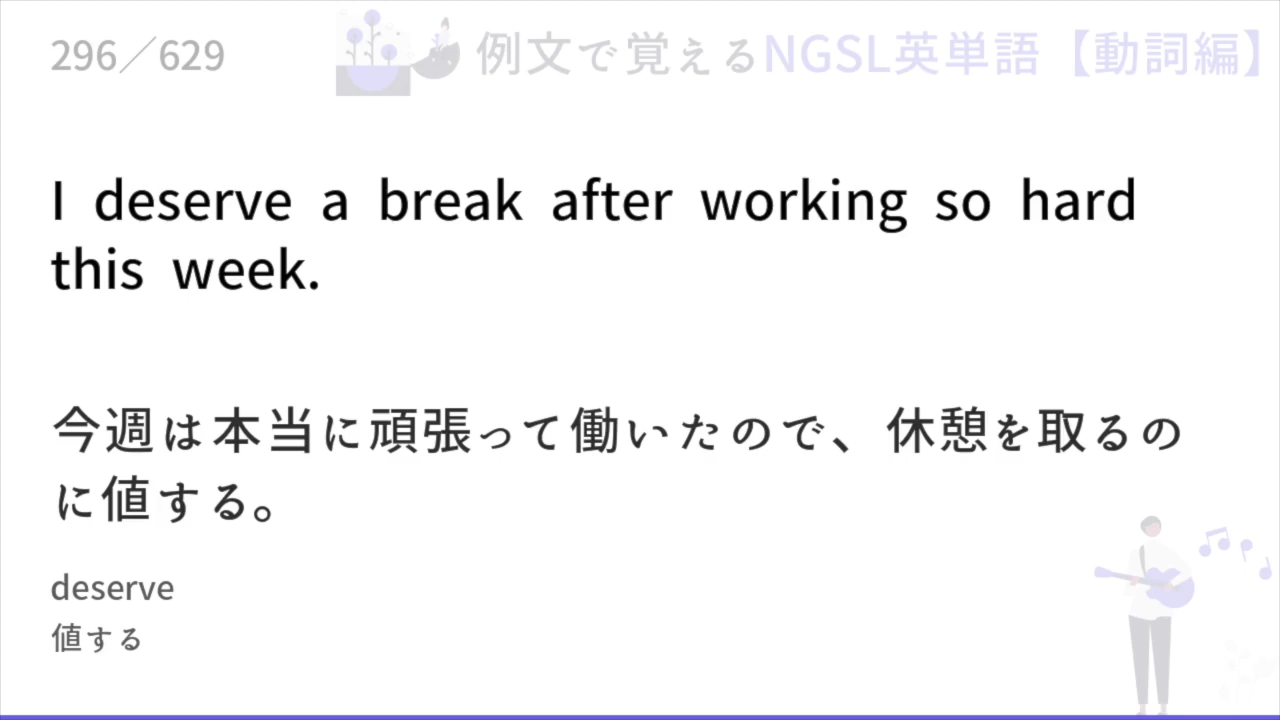 296／629
例文で覚えるNGSL英単語【動詞編】
I deserve a break after working so hard
this week.
今週は本当に頑張って働いたので、休憩を取るの
に値する。
deserve
値する